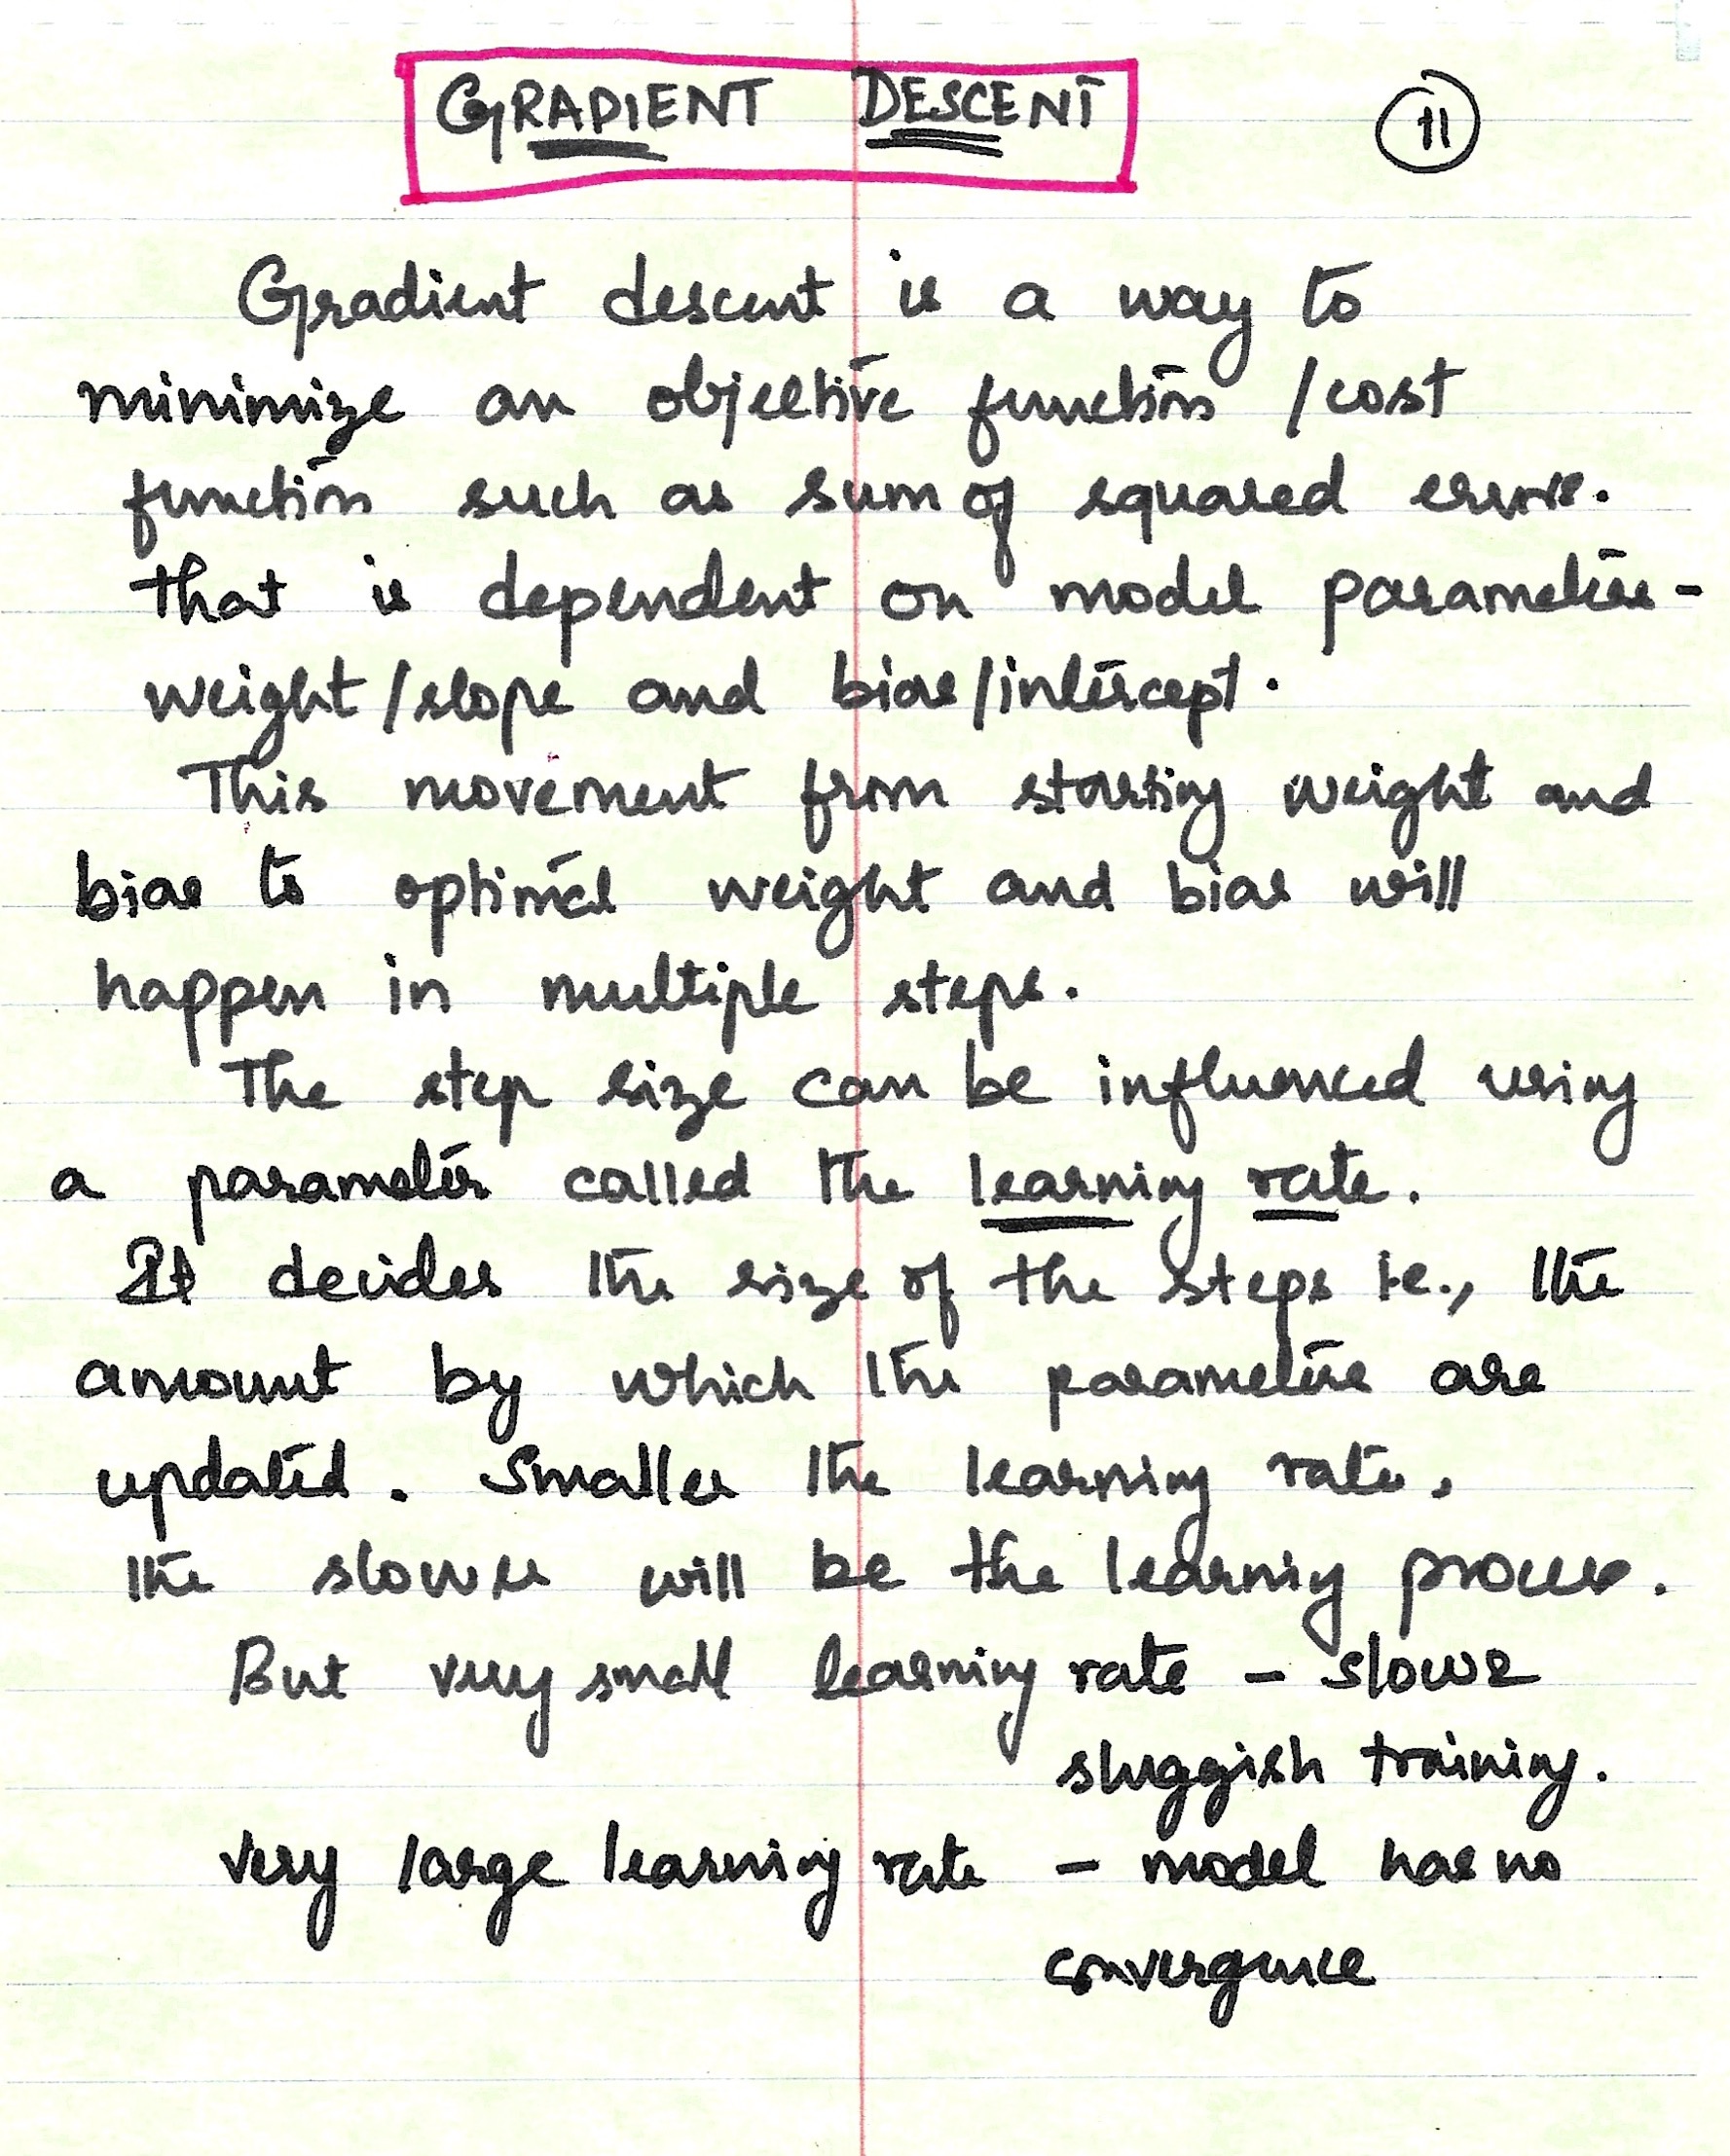 GRADIENT DESCENT
11
Gradient descent is a way to
minimize an objective function /cost
function such as sum of squared errors.
that is dependent on model parameters -
weight/slope and bias/intercept.
This movement from starting weight and
bias to optimal weight and bias will
happen in multiple steps.
The step size can be influenced using
a parameter called the learning rate.
It decides the size of the steps ie., the
amount by which the parameters are
updated. Smaller the learning rate,
the slower will be the learning process.
But very small learning rate - slower
sluggish training.
very large learning rate - model has no
convergence